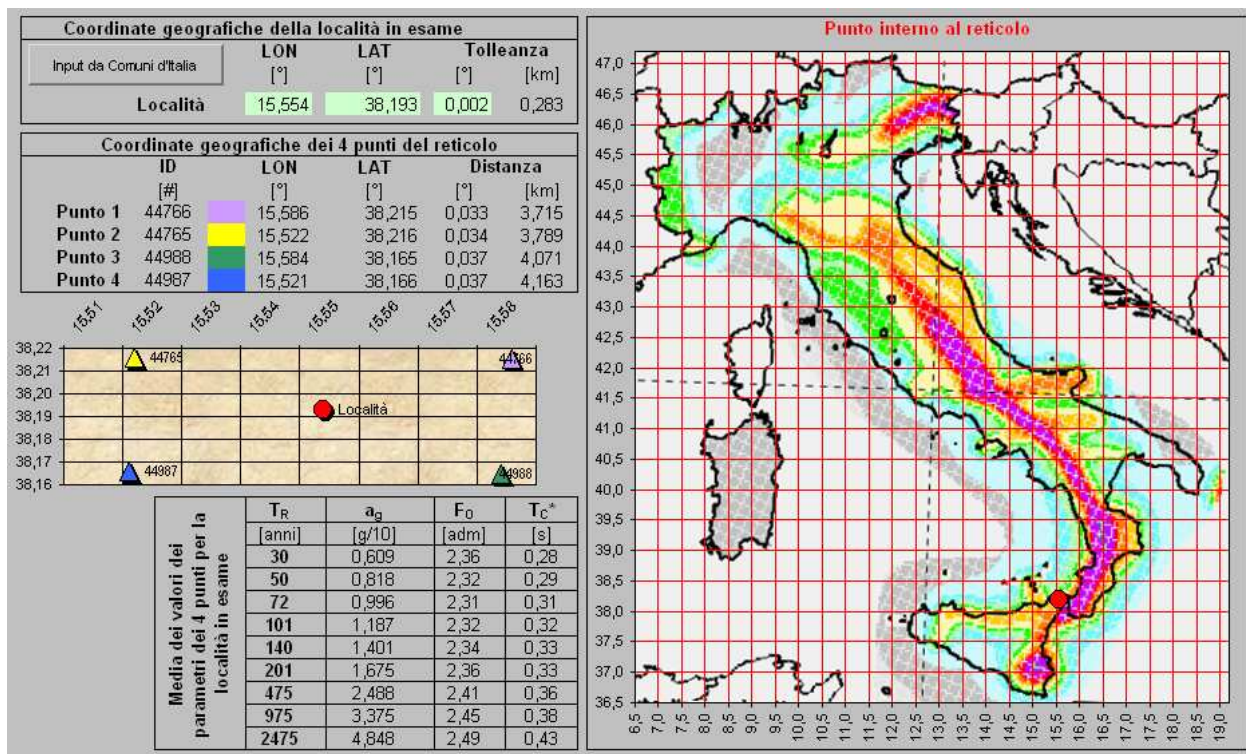 Coordinate geografiche della località in esame
Input da Comuni d'Italia
LON LAT Tolleanza
[°] [°] [°] [km]
Località 15,554 38,193 0,002 0,283
Coordinate geografiche dei 4 punti del reticolo
ID LON LAT Distanza
[#] [°] [°] [°] [km]
Punto 1 44766 15,586 38,215 0,033 3,715
Punto 2 44765 15,522 38,216 0,034 3,789
Punto 3 44988 15,584 38,165 0,037 4,071
Punto 4 44987 15,521 38,166 0,037 4,163
15,51 15,52 15,53 15,54 15,55 15,56 15,57 15,58
38,22
38,21
38,20
38,19
38,18
38,17
38,16
44765 44766
Località
44987 44988
Media dei valori dei parametri dei 4 punti per la località in esame
TR ag FO TC*
[anni] [g/10] [adm] [s]
30 0,609 2,36 0,28
50 0,818 2,32 0,29
72 0,996 2,31 0,31
101 1,187 2,32 0,32
140 1,401 2,34 0,33
201 1,675 2,36 0,33
475 2,488 2,41 0,36
975 3,375 2,45 0,38
2475 4,848 2,49 0,43
Punto interno al reticolo
47,0
46,5
46,0
45,5
45,0
44,5
44,0
43,5
43,0
42,5
42,0
41,5
41,0
40,5
40,0
39,5
39,0
38,5
38,0
37,5
37,0
36,5
6,5 7,0 7,5 8,0 8,5 9,0 9,5 10,0 10,5 11,0 11,5 12,0 12,5 13,0 13,5 14,0 14,5 15,0 15,5 16,0 16,5 17,0 17,5 18,0 18,5 19,0